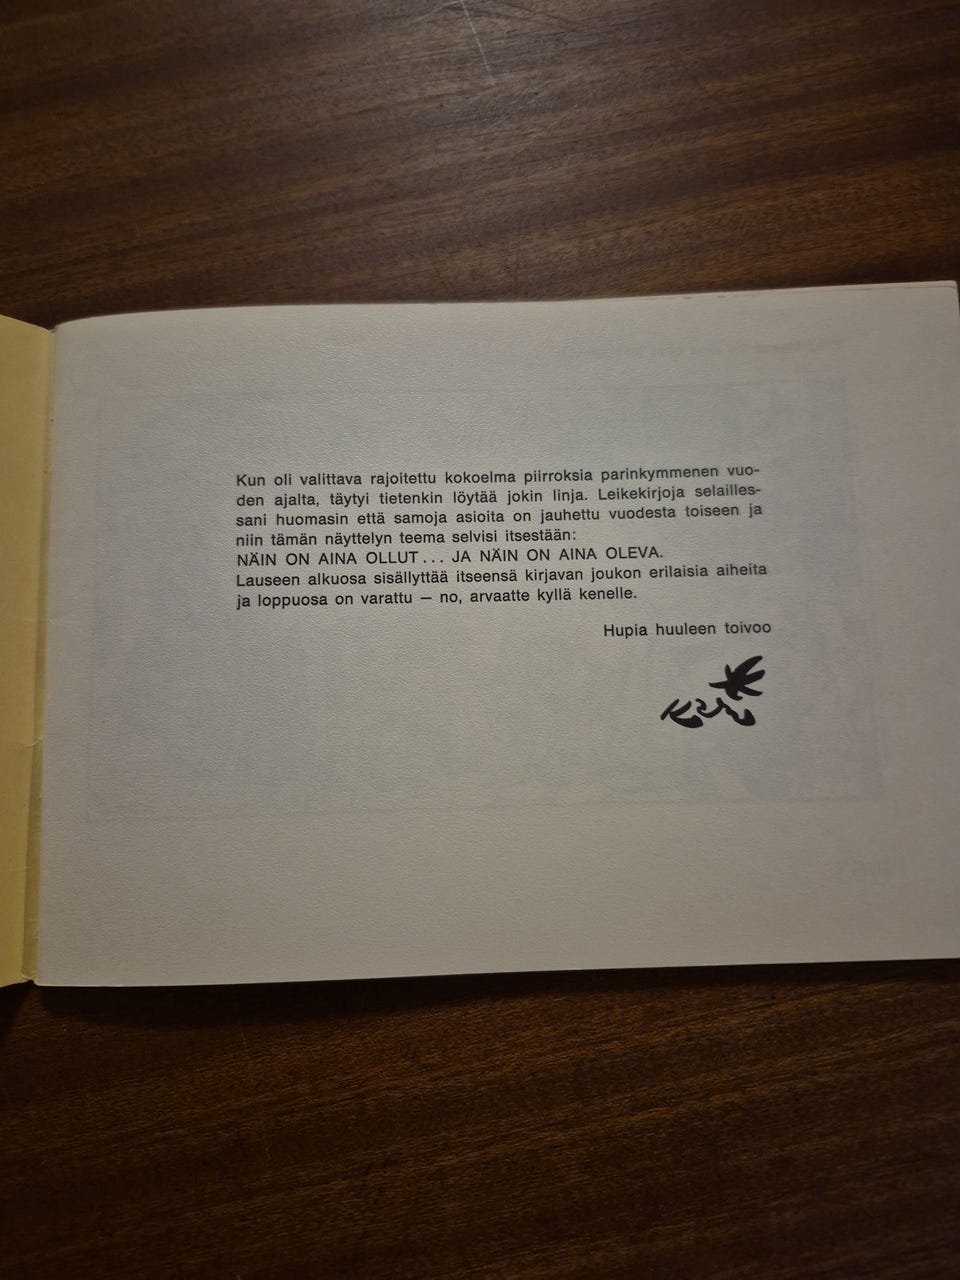 Kun oli valittava rajoitettu kokoelma piirroksia parinkymmenen vuo-
den ajalta, täytyi tietenkin löytää jokin linja. Leikekirjoja selailles-
sani huomasin että samoja asioita on jauhettu vuodesta toiseen ja
niin tämän näyttelyn teema selvisi itsestään:
NÄIN ON AINA OLLUT... JA NÄIN ON AINA OLEVA.
Lauseen alkuosa sisällyttää itseensä kirjavan joukon erilaisia aiheita
ja loppuosa on varattu — no, arvaatte kyllä kenelle.
Hupia huuleen toivoo